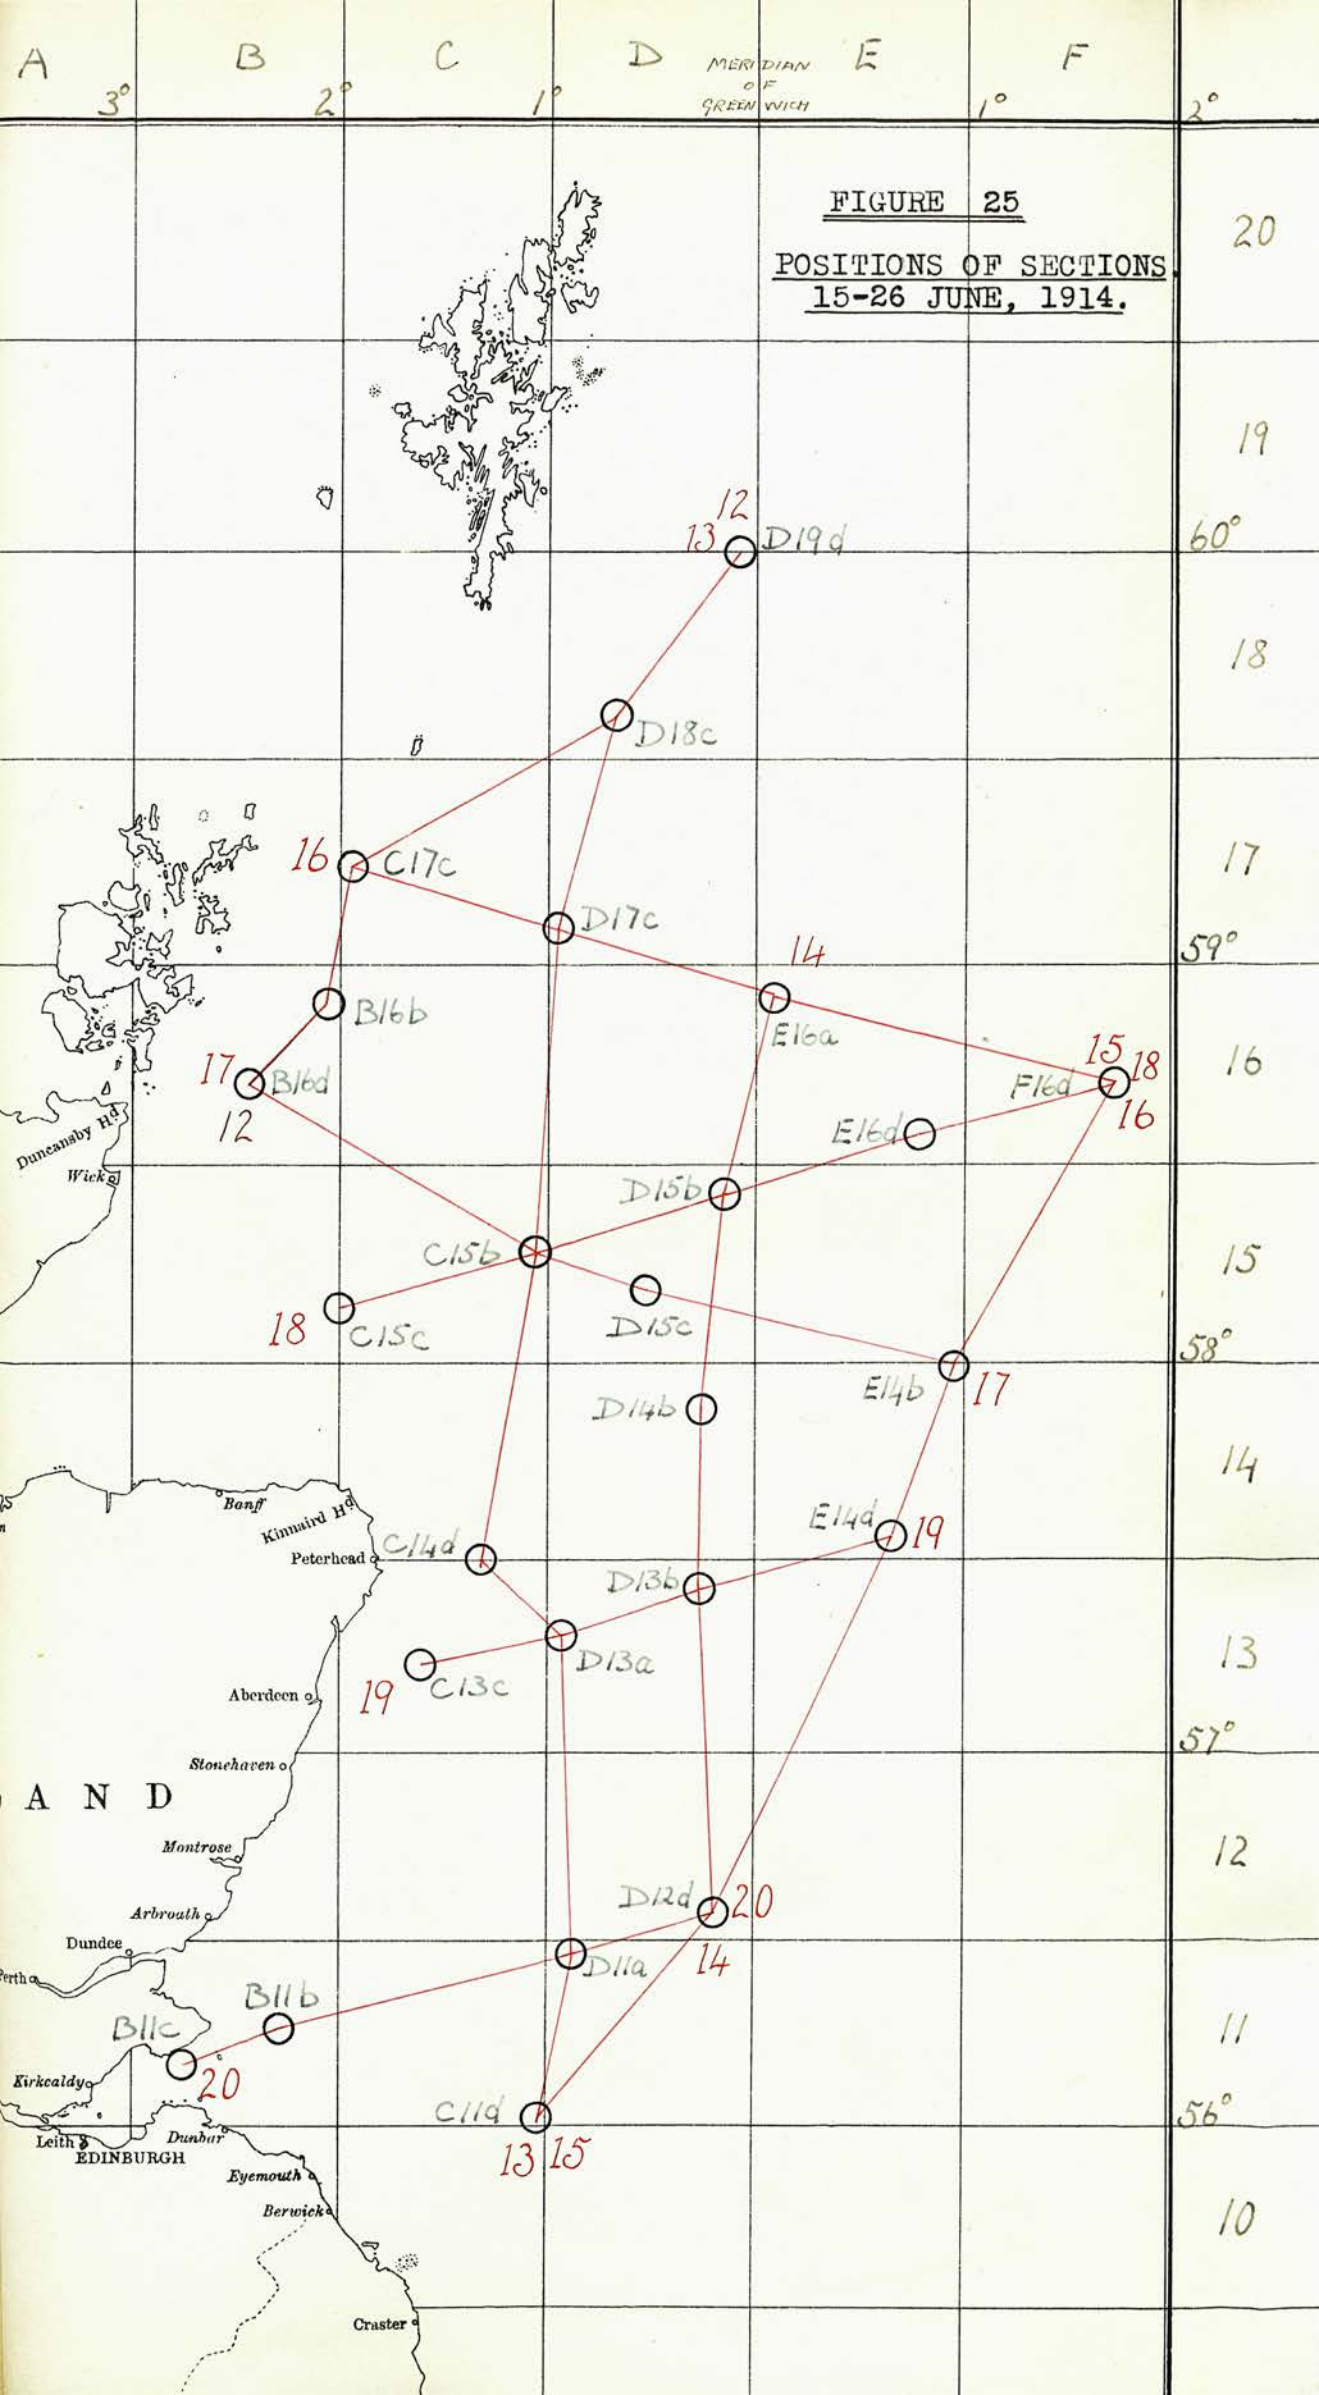 A B C D E F
MERIDIAN
OF
GREENWICH
3° 2° 1° 1° 2°
FIGURE 25
POSITIONS OF SECTIONS
15-26 JUNE, 1914.
20
19
12
13 D19d
60°
18
D18c
16 C17c
17
D17c
14
59°
B16b
E16a
15 18
16
17 B16d
F16d
16
12
E16d
Duncansby Hd
Wick
D15b
C15b
15
18 C15c
D15c
58°
E14b 17
D14b
14
Banff
Kinnaird Hd
E14d 19
Peterhead
C14d
D13b
13
D13a
19 C13c
Aberdeen
57°
Stonehaven
AND
Montrose
12
D12d 20
Arbroath
Dundee
14
D11a
B11b
B11c
11
Kirkcaldy
20
C11d
56°
Leith
Dunbar
EDINBURGH
13 15
Eyemouth
Berwick
10
Craster